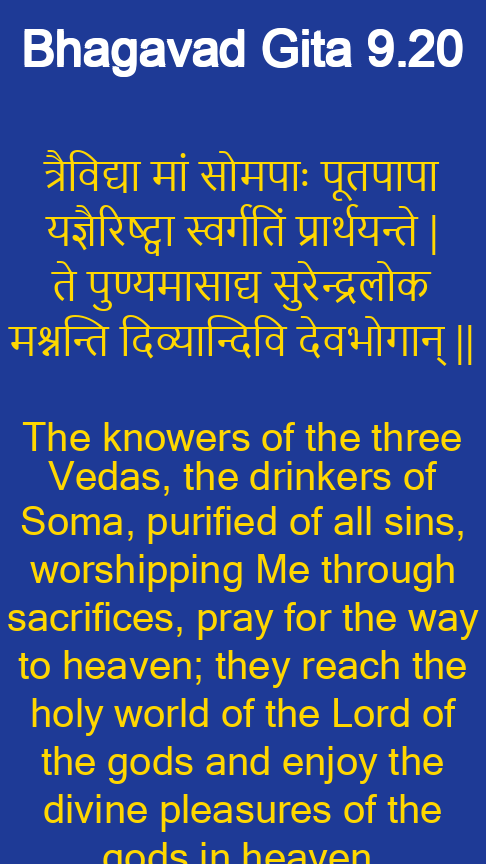 Bhagavad Gita 9.20
त्रैविद्या मां सोमपाः पूतपापा
यज्ञैरिष्ट्वा स्वर्गतिं प्रार्थयन्ते |
ते पुण्यमासाद्य सुरेन्द्रलोक
मश्नन्ति दिव्यान्दिवि देवभोगान् ||
The knowers of the three
Vedas, the drinkers of
Soma, purified of all sins,
worshipping Me through
sacrifices, pray for the way
to heaven; they reach the
holy world of the Lord of
the gods and enjoy the
divine pleasures of the
gods in heaven